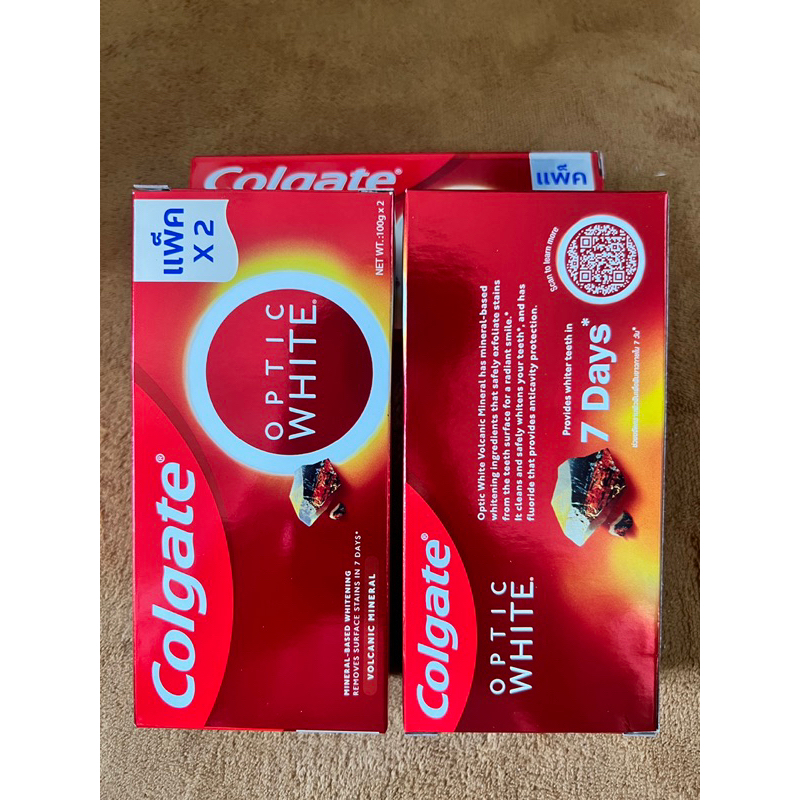 Colgate®
แพ็ค
แพ็ค
X 2
NET WT.:100g x 2
OPTIC
WHITE®
Colgate®
MINERAL-BASED WHITENING
REMOVES SURFACE STAINS IN 7 DAYS*
VOLCANIC MINERAL
Scan to learn more
Optic White Volcanic Mineral has mineral-based
whitening ingredients that safely exfoliate stains
from the teeth surface for a radiant smile.*
It cleans and safely whitens your teeth*, and has
fluoride that provides anticavity protection.
Provides whiter teeth in
7 Days*
Colgate®
OPTIC
WHITE®